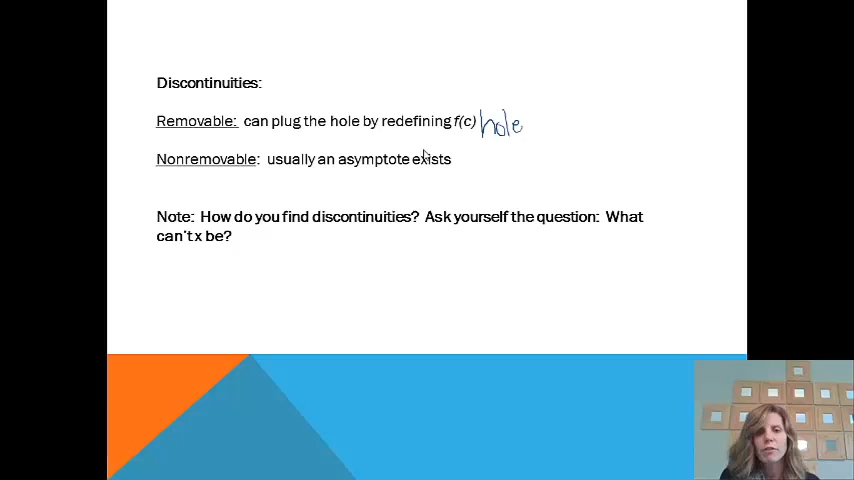 Discontinuities:
Removable: can plug the hole by redefining f(c) hole
Nonremovable: usually an asymptote exists
Note: How do you find discontinuities? Ask yourself the question: What
can't x be?